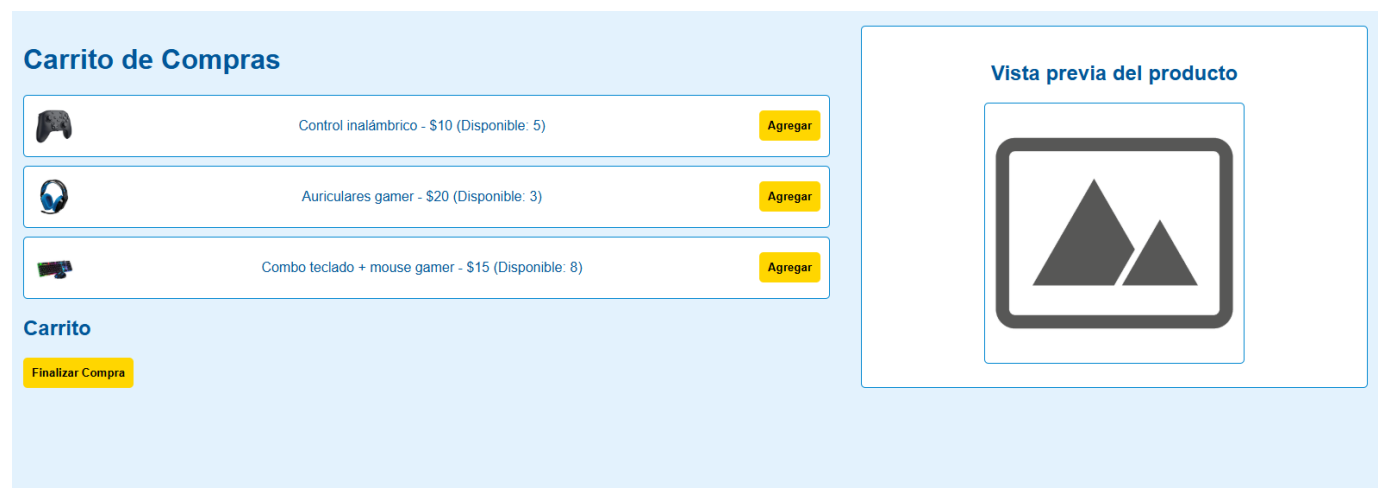 Carrito de Compras
Control inalámbrico - $10 (Disponible: 5)
Agregar
Auriculares gamer - $20 (Disponible: 3)
Agregar
Combo teclado + mouse gamer - $15 (Disponible: 8)
Agregar
Carrito
Finalizar Compra
Vista previa del producto